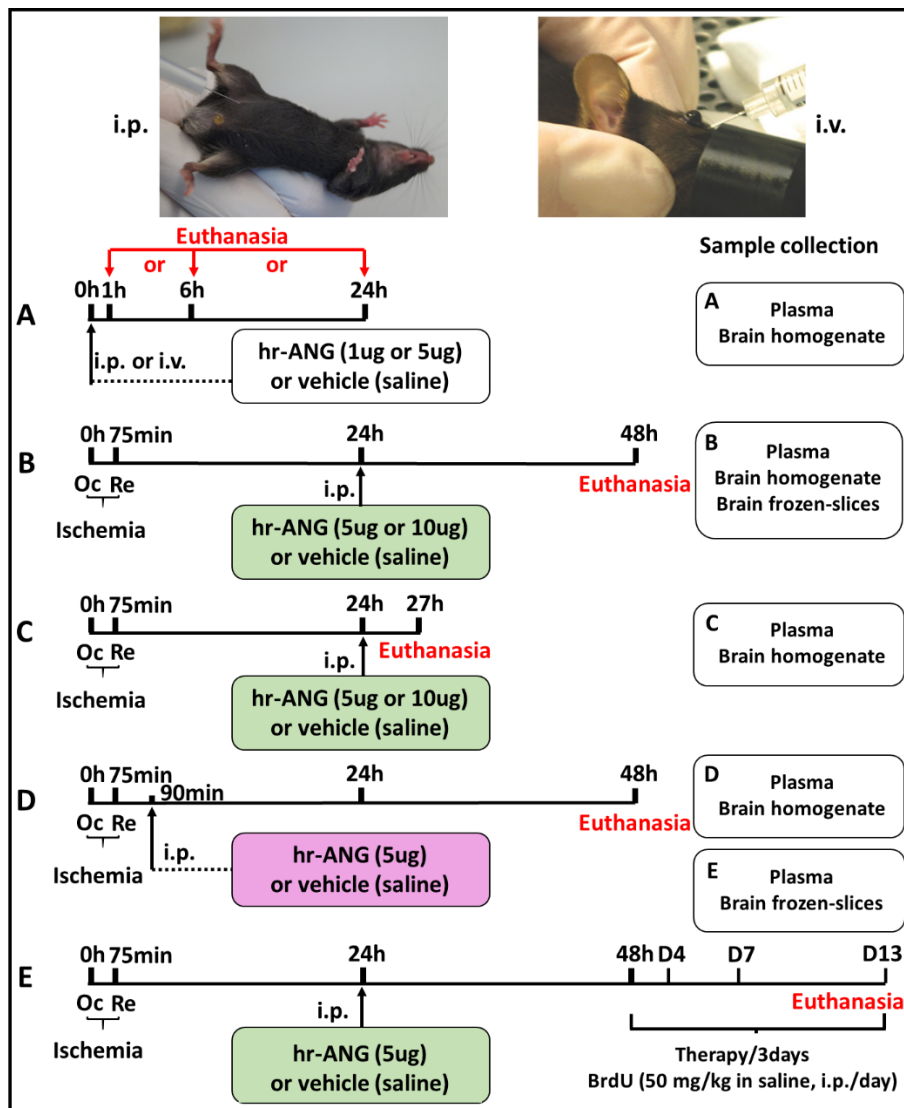 i.p.
i.v.
Euthanasia
or or
Sample collection
0h 1h 6h 24h
A
i.p. or i.v.
hr-ANG (1ug or 5ug)
or vehicle (saline)
A
Plasma
Brain homogenate
0h 75min 24h 48h
B
Oc Re
Ischemia
i.p.
Euthanasia
hr-ANG (5ug or 10ug)
or vehicle (saline)
B
Plasma
Brain homogenate
Brain frozen-slices
0h 75min 24h 27h
C
Oc Re
Ischemia
i.p.
Euthanasia
hr-ANG (5ug or 10ug)
or vehicle (saline)
C
Plasma
Brain homogenate
0h 75min 24h 48h
90min
D
Oc Re
Ischemia
i.p.
Euthanasia
hr-ANG (5ug)
or vehicle (saline)
D
Plasma
Brain homogenate
E
Plasma
Brain frozen-slices
0h 75min 24h 48h D4 D7 D13
E
Oc Re
Ischemia
i.p.
Euthanasia
hr-ANG (5ug)
or vehicle (saline)
Therapy/3days
BrdU (50 mg/kg in saline, i.p./day)